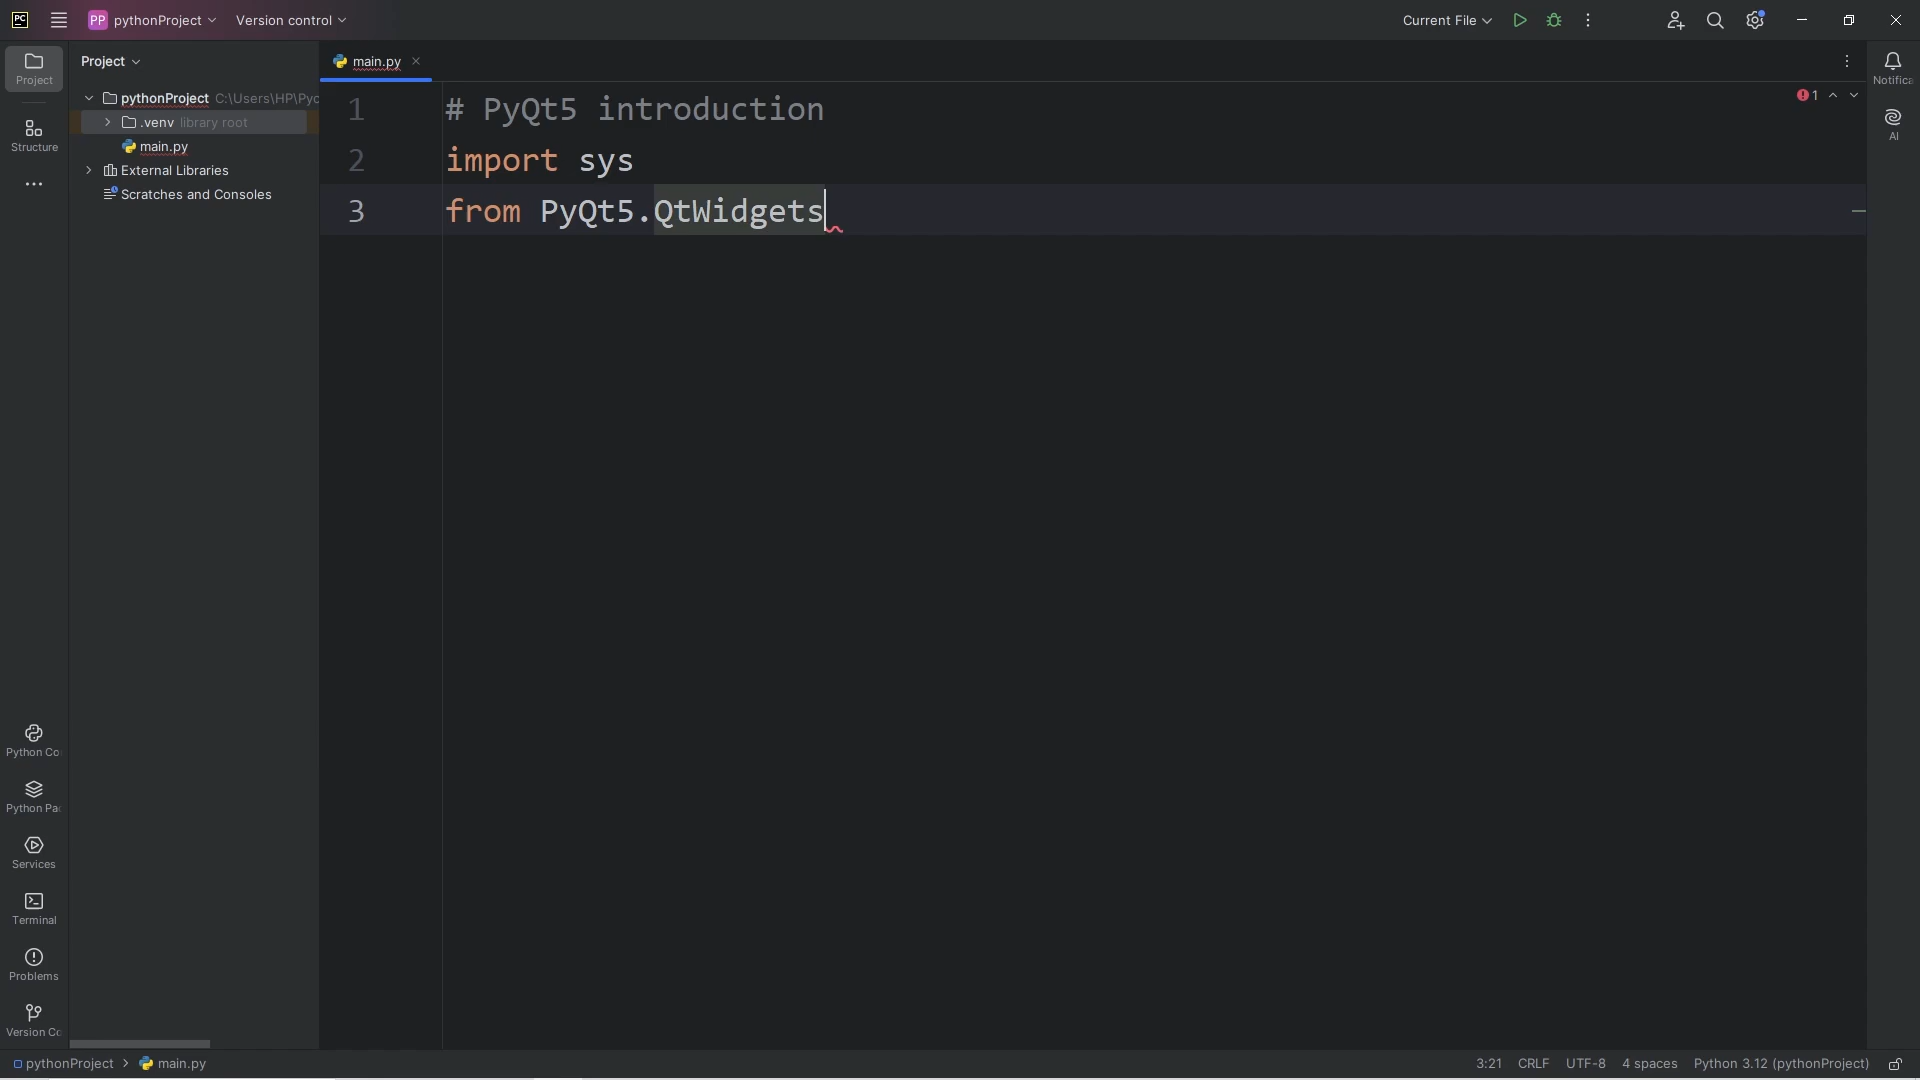 PC
PP pythonProject
Version control
Current File
Project
Structure
Project
pythonProject C:\Users\HP\Pyc
.venv library root
main.py
External Libraries
Scratches and Consoles
main.py
1
1 # PyQt5 introduction
2 import sys
3 from PyQt5.QtWidgets
Notifica
AI
Python Co
Python Pac
Services
Terminal
Problems
Version Co
pythonProject > main.py
3:21 CRLF UTF-8 4 spaces Python 3.12 (pythonProject)